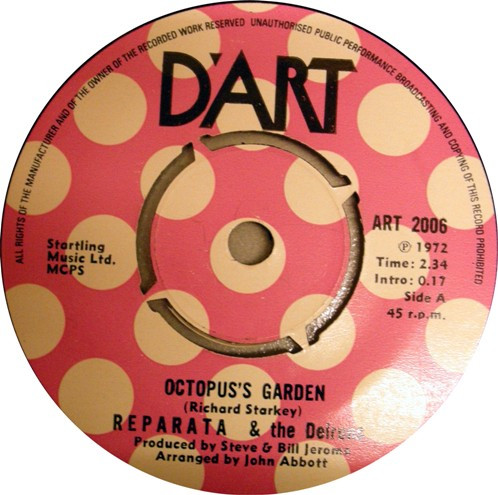 ALL RIGHTS OF THE MANUFACTURER AND OF THE OWNER OF THE RECORDED WORK RESERVED UNAUTHORISED PUBLIC PERFORMANCE BROADCASTING AND COPYING OF THIS RECORD PROHIBITED
D'ART
Startling
Music Ltd.
MCPS
ART 2006
℗ 1972
Time: 2.34
Intro: 0.17
Side A
45 r.p.m.
OCTOPUS'S GARDEN
(Richard Starkey)
REPARATA & the
Produced by Steve & Bill Jerome
Arranged by John Abbott